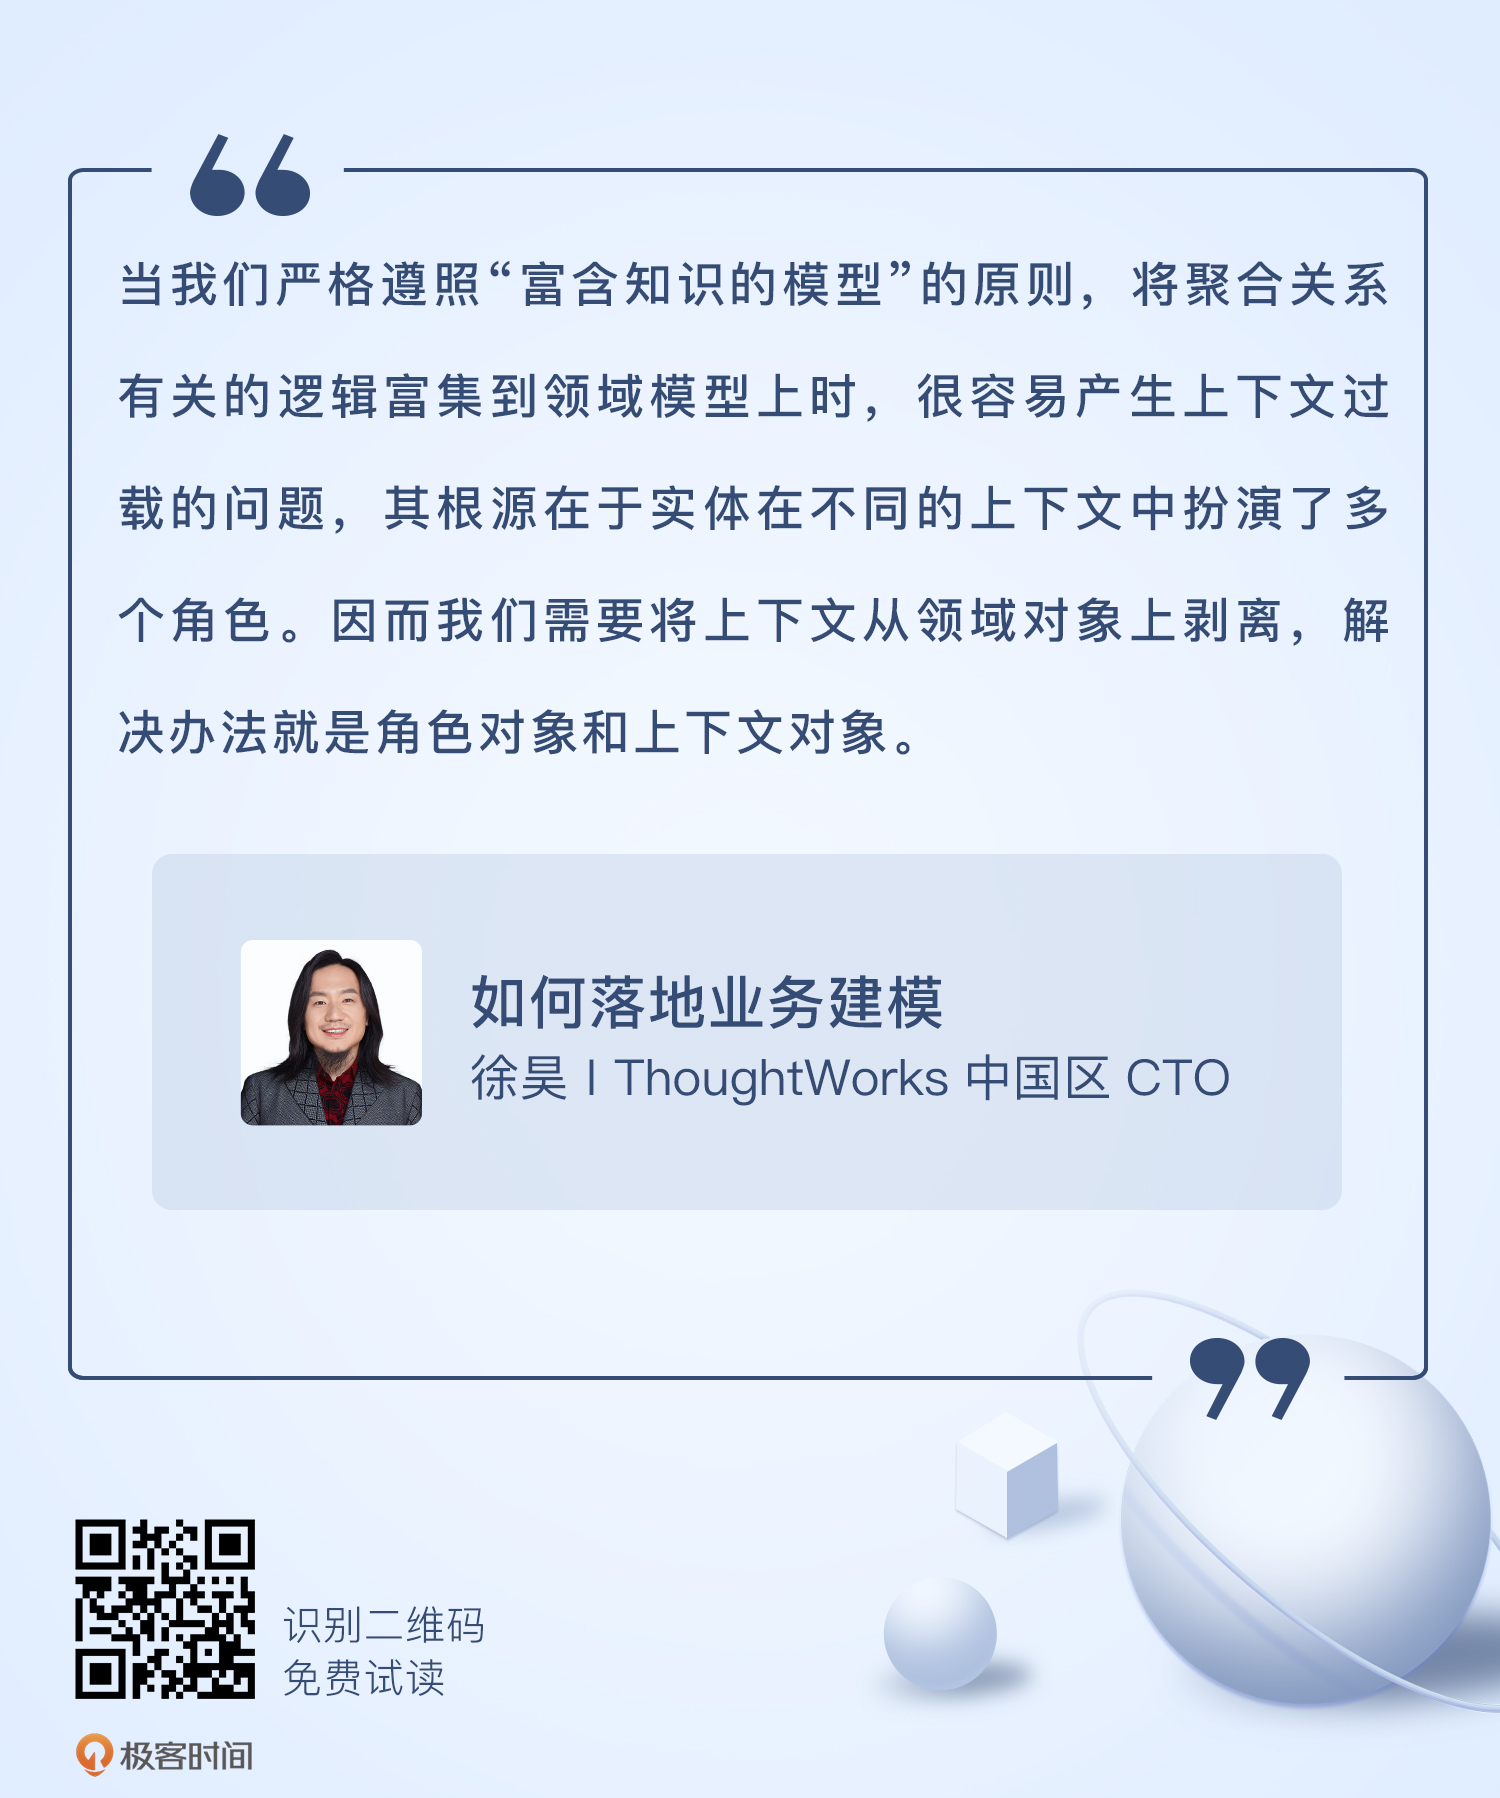 当我们严格遵照“富含知识的模型”的原则，将聚合关系
有关的逻辑富集到领域模型上时，很容易产生上下文过
载的问题，其根源在于实体在不同的上下文中扮演了多
个角色。因而我们需要将上下文从领域对象上剥离，解
决办法就是角色对象和上下文对象。
如何落地业务建模
徐昊 | ThoughtWorks 中国区 CTO
识别二维码
免费试读
极客时间